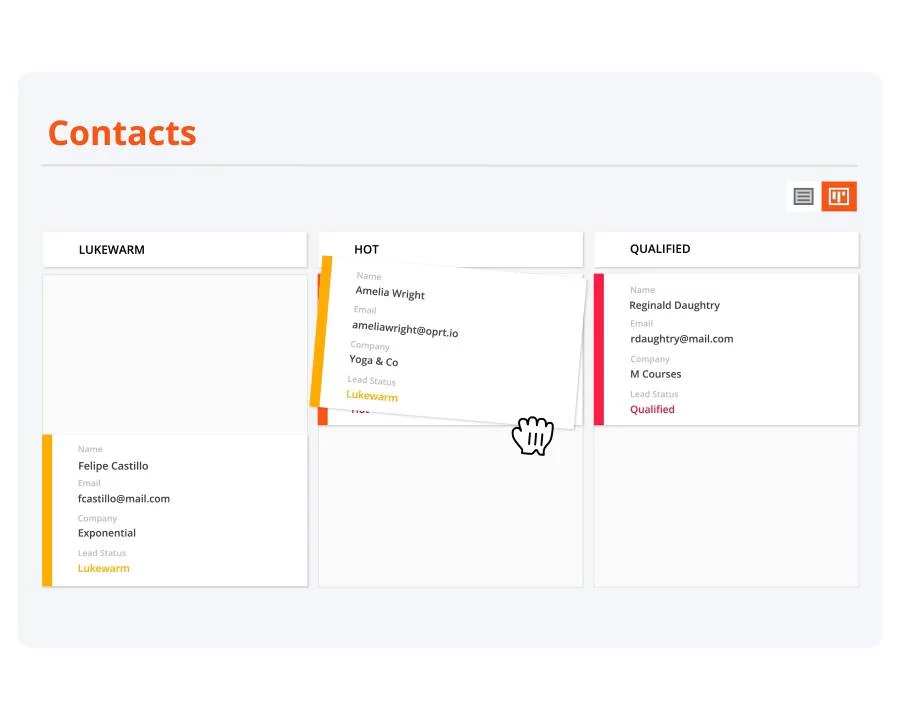 Contacts
LUKEWARM
HOT
QUALIFIED
Name
Felipe Castillo
Email
fcastillo@mail.com
Company
Exponential
Lead Status
Lukewarm
Name
Amelia Wright
Email
ameliawright@oprt.io
Company
Yoga & Co
Lead Status
Lukewarm
Hot
Name
Reginald Daughtry
Email
rdaughtry@mail.com
Company
M Courses
Lead Status
Qualified